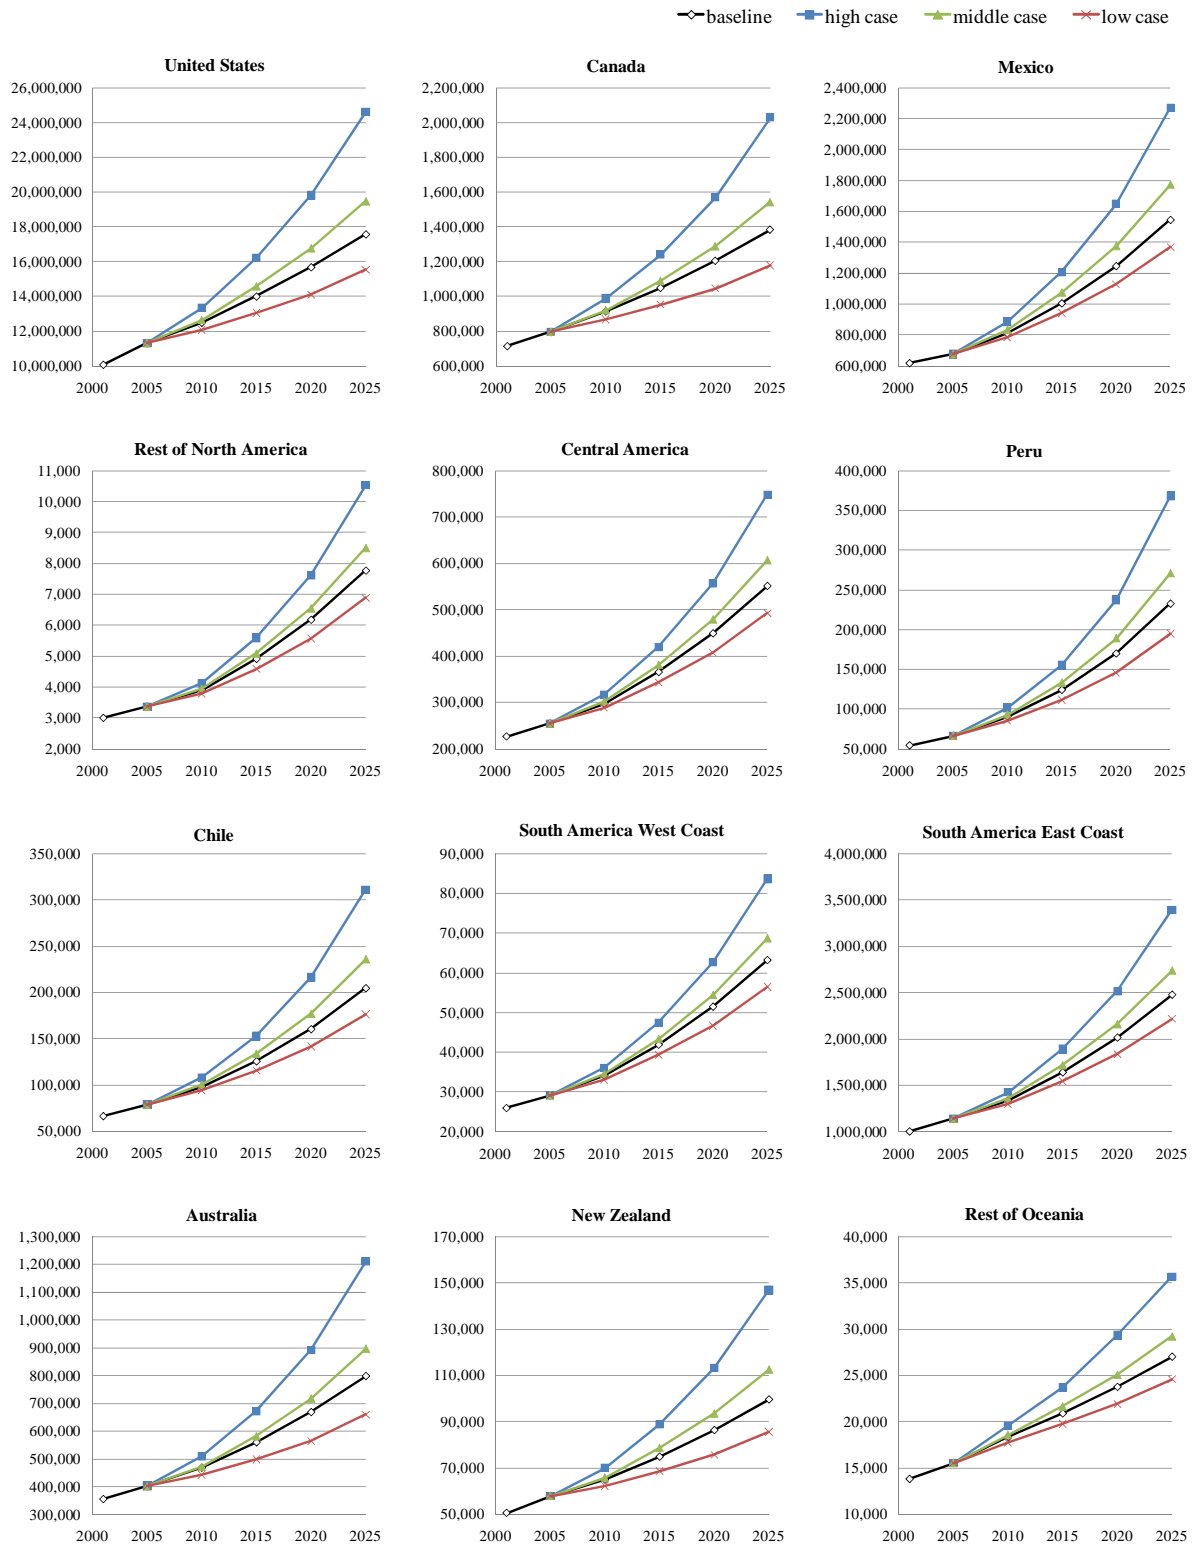 baseline high case middle case low case
United States Canada Mexico
26,000,000 2,200,000 2,400,000
24,000,000 2,000,000 2,200,000
22,000,000 1,800,000 2,000,000
20,000,000 1,600,000 1,800,000
18,000,000 1,400,000 1,600,000
16,000,000 1,200,000 1,400,000
14,000,000 1,000,000 1,200,000
12,000,000 800,000 1,000,000
10,000,000 600,000 800,000
600,000
2000 2005 2010 2015 2020 2025 2000 2005 2010 2015 2020 2025 2000 2005 2010 2015 2020 2025
Rest of North America Central America Peru
11,000 800,000 400,000
10,000 700,000 350,000
9,000 600,000 300,000
8,000 500,000 250,000
7,000 400,000 200,000
6,000 300,000 150,000
5,000 200,000 100,000
4,000 50,000
3,000
2,000
2000 2005 2010 2015 2020 2025 2000 2005 2010 2015 2020 2025 2000 2005 2010 2015 2020 2025
Chile South America West Coast South America East Coast
350,000 90,000 4,000,000
300,000 80,000 3,500,000
250,000 70,000 3,000,000
200,000 60,000 2,500,000
150,000 50,000 2,000,000
100,000 40,000 1,500,000
50,000 30,000 1,000,000
20,000
2000 2005 2010 2015 2020 2025 2000 2005 2010 2015 2020 2025 2000 2005 2010 2015 2020 2025
Australia New Zealand Rest of Oceania
1,300,000 170,000 40,000
1,200,000 150,000 35,000
1,100,000 130,000 30,000
1,000,000 110,000 25,000
900,000 90,000 20,000
800,000 70,000 15,000
700,000 50,000 10,000
600,000
500,000
400,000
300,000
2000 2005 2010 2015 2020 2025 2000 2005 2010 2015 2020 2025 2000 2005 2010 2015 2020 2025